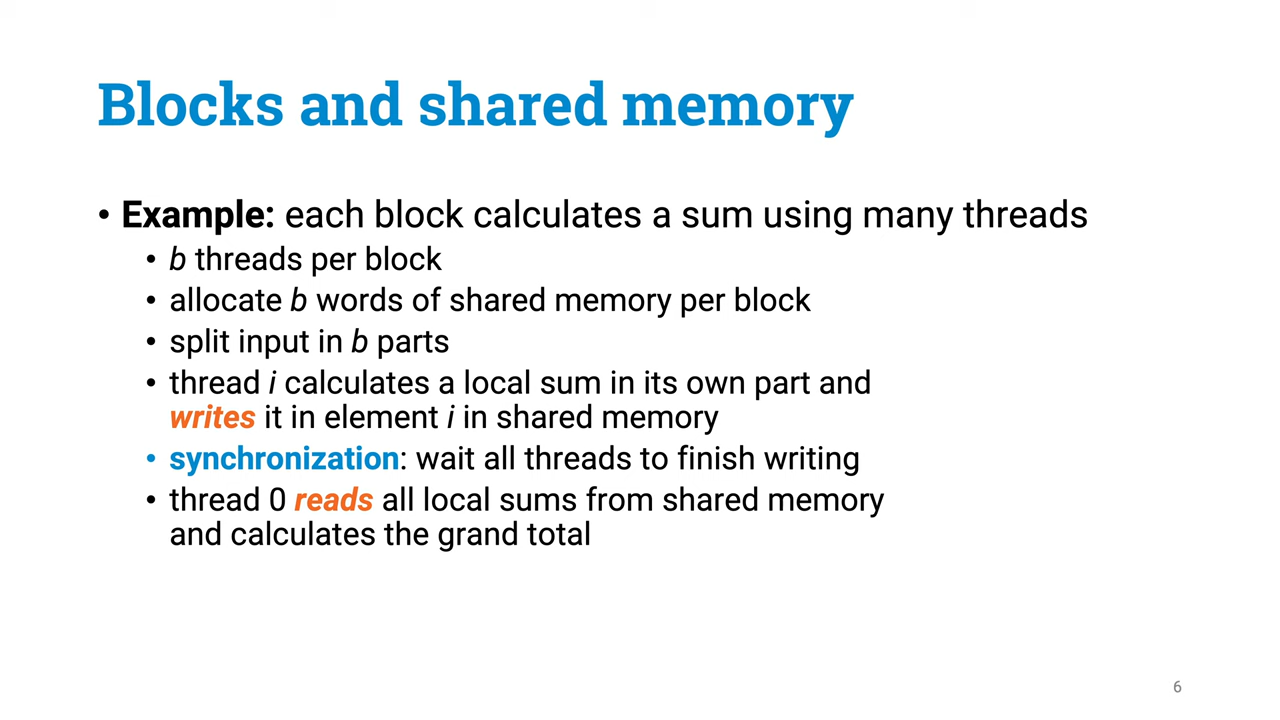 Blocks and shared memory
• Example: each block calculates a sum using many threads
• b threads per block
• allocate b words of shared memory per block
• split input in b parts
• thread i calculates a local sum in its own part and
writes it in element i in shared memory
• synchronization: wait all threads to finish writing
• thread 0 reads all local sums from shared memory
and calculates the grand total
6